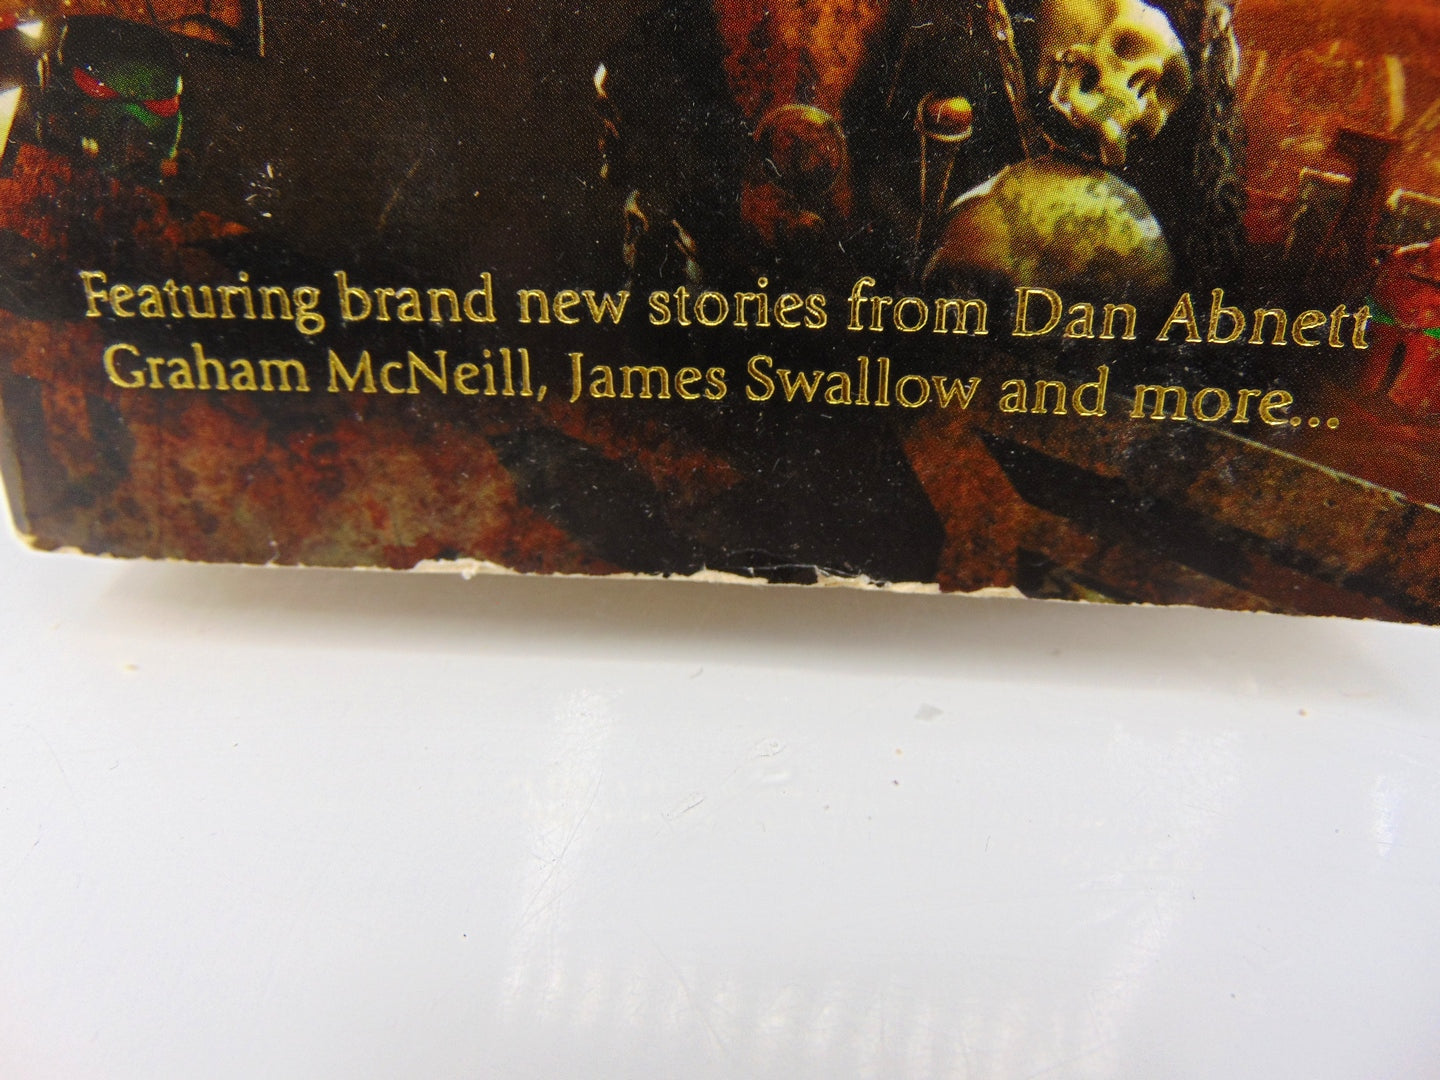 Featuring brand new stories from Dan Abnett
Graham McNeill, James Swallow and more...